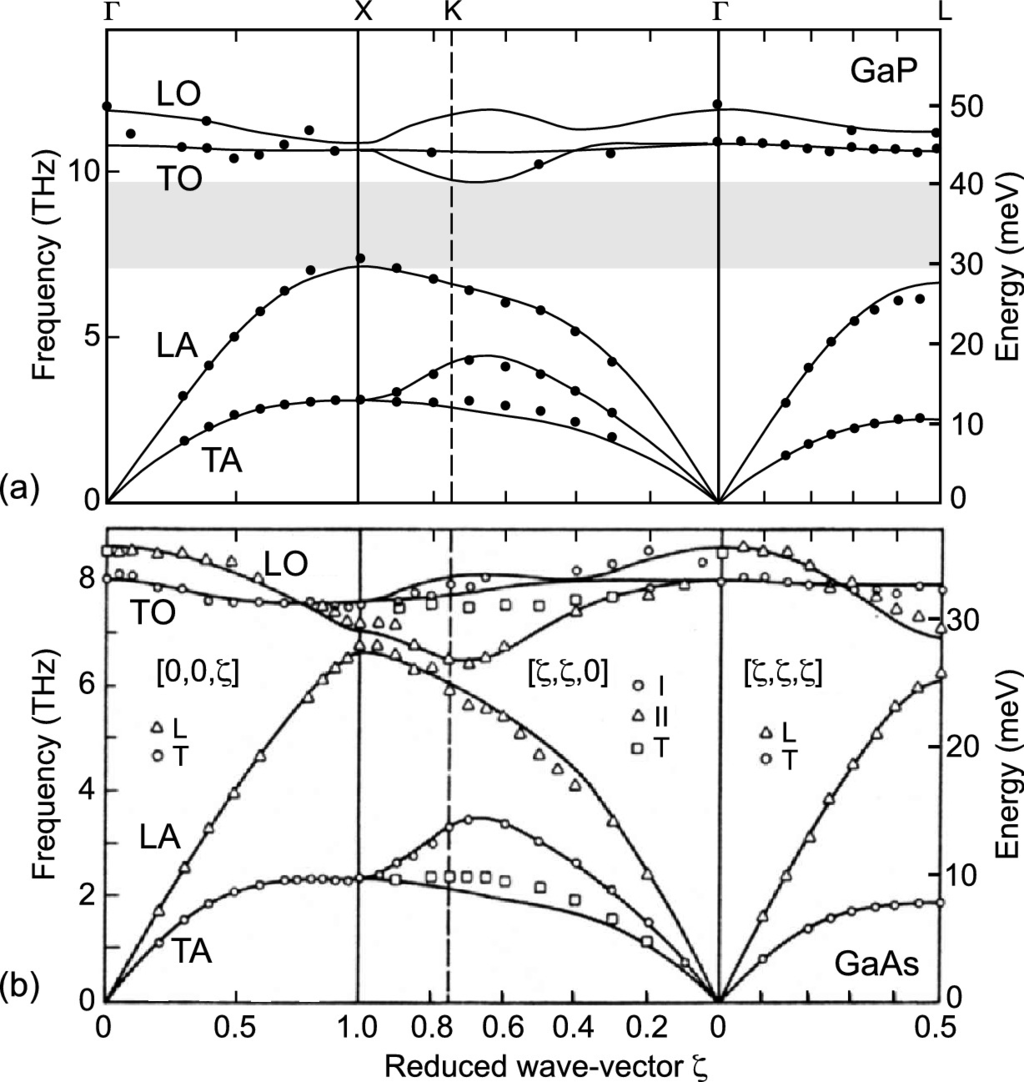 Γ X K Γ L
GaP
LO
TO
LA
TA
Frequency (THz)
10
5
0
50
40
30
20
10
0
Energy (meV)
(a)
LO
TO
[0,0,ζ]
△ L
○ T
[ζ,ζ,0]
○ I
△ II
□ T
[ζ,ζ,ζ]
△ L
○ T
LA
TA
GaAs
Frequency (THz)
8
6
4
2
0
30
20
10
0
Energy (meV)
(b)
0 0.5 1.0 0.8 0.6 0.4 0.2 0 0.5
Reduced wave-vector ζ